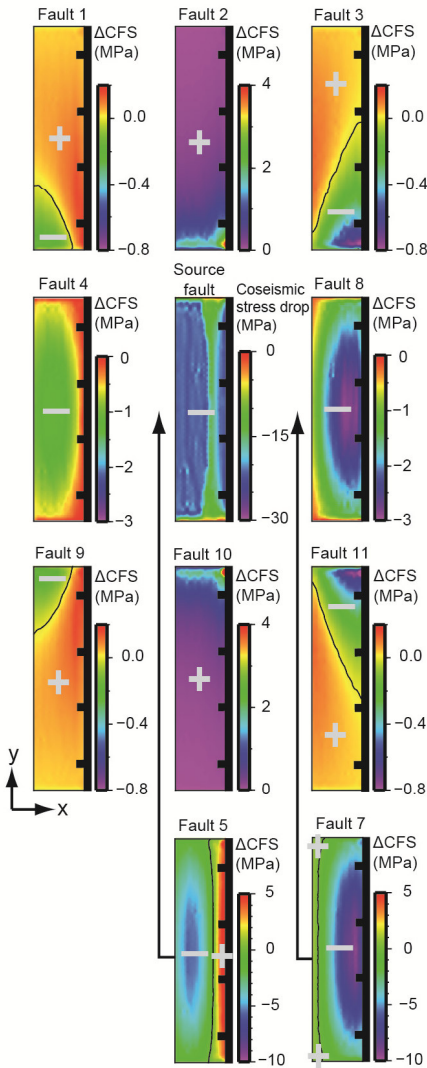 Fault 1
ΔCFS
(MPa)
0.0
−0.4
−0.8
+
−
Fault 2
ΔCFS
(MPa)
4
2
0
+
Fault 3
ΔCFS
(MPa)
0.0
−0.4
−0.8
+
−
Fault 4
ΔCFS
(MPa)
0
−1
−2
−3
−
Source
fault
Coseismic
stress drop
(MPa)
0
-15
−30
−
Fault 8
ΔCFS
(MPa)
0
−1
−2
−3
−
Fault 9
ΔCFS
(MPa)
0.0
−0.4
−0.8
−
+
Fault 10
ΔCFS
(MPa)
4
2
0
+
Fault 11
ΔCFS
(MPa)
0.0
−0.4
−0.8
−
+
y
x
Fault 5
ΔCFS
(MPa)
5
0
−5
−10
−
+
Fault 7
ΔCFS
(MPa)
5
0
−5
−10
+
−
+